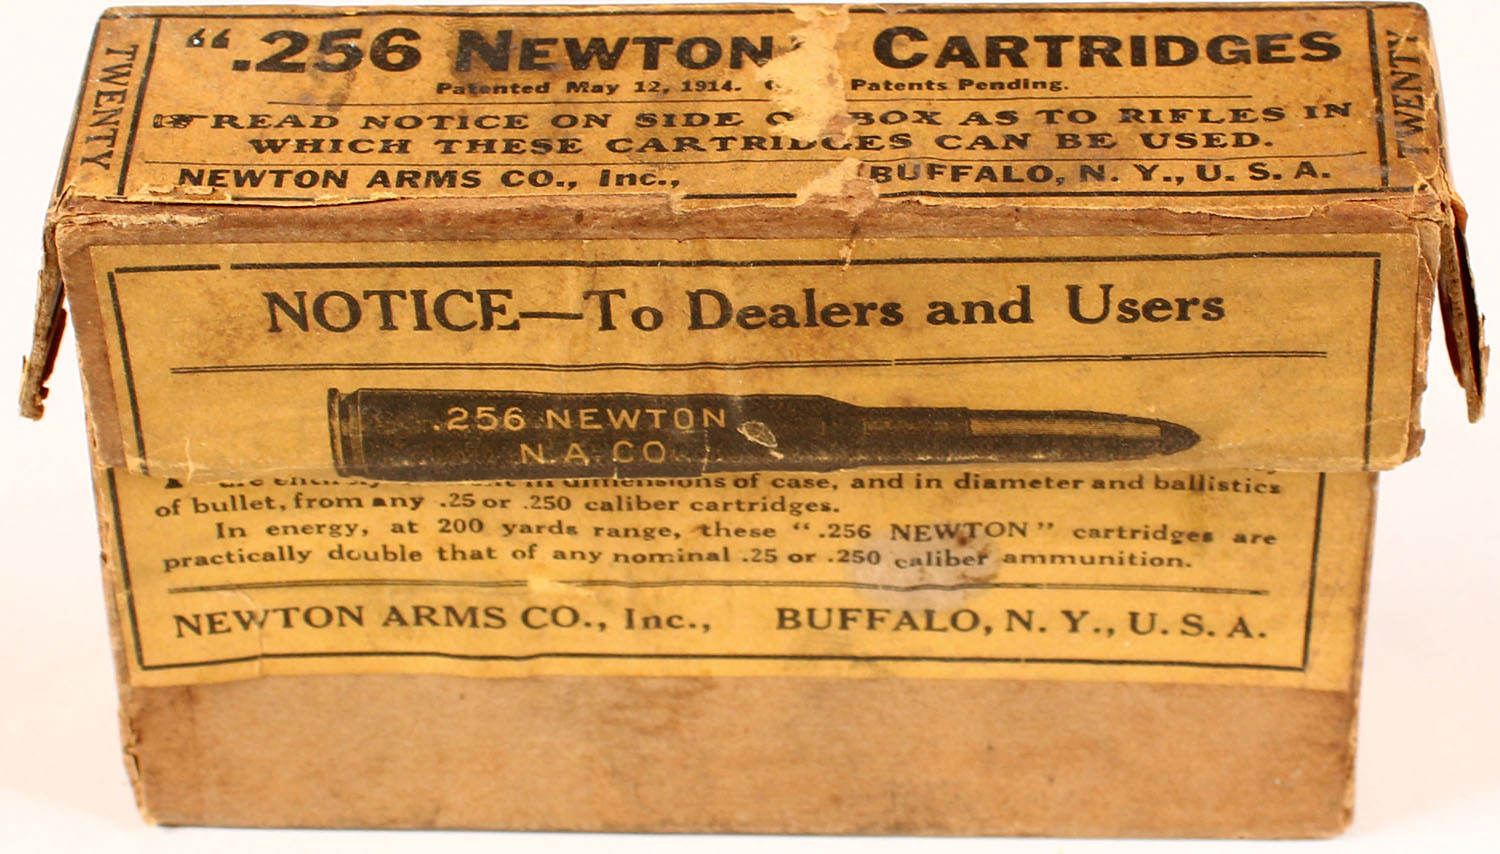 TWENTY
".256 NEWTON" CARTRIDGES
Patented May 12, 1914. Patents Pending.
READ NOTICE ON SIDE BOX AS TO RIFLES IN
WHICH THESE CARTRIDGES CAN BE USED.
NEWTON ARMS CO., Inc., BUFFALO, N. Y., U. S. A.
TWENTY
NOTICE—To Dealers and Users
.256 NEWTON
N.A.CO.
of case, and in diameter and ballistics
of bullet, from any .25 or .250 caliber cartridges.
In energy, at 200 yards range, these ".256 NEWTON" cartridges are
practically double that of any nominal .25 or .250 caliber ammunition.
NEWTON ARMS CO., Inc., BUFFALO, N. Y., U. S. A.